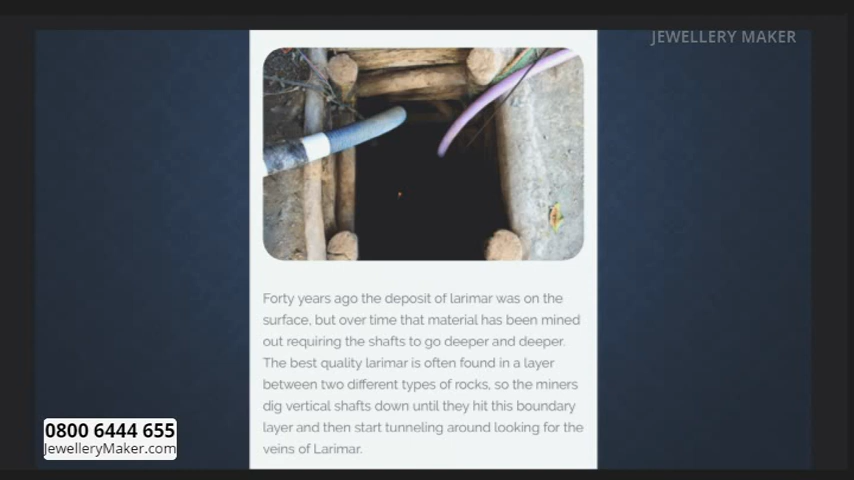 JEWELLERY MAKER
Forty years ago the deposit of larimar was on the
surface, but over time that material has been mined
out requiring the shafts to go deeper and deeper.
The best quality larimar is often found in a layer
between two different types of rocks, so the miners
dig vertical shafts down until they hit this boundary
layer and then start tunneling around looking for the
veins of Larimar.
0800 6444 655
JewelleryMaker.com